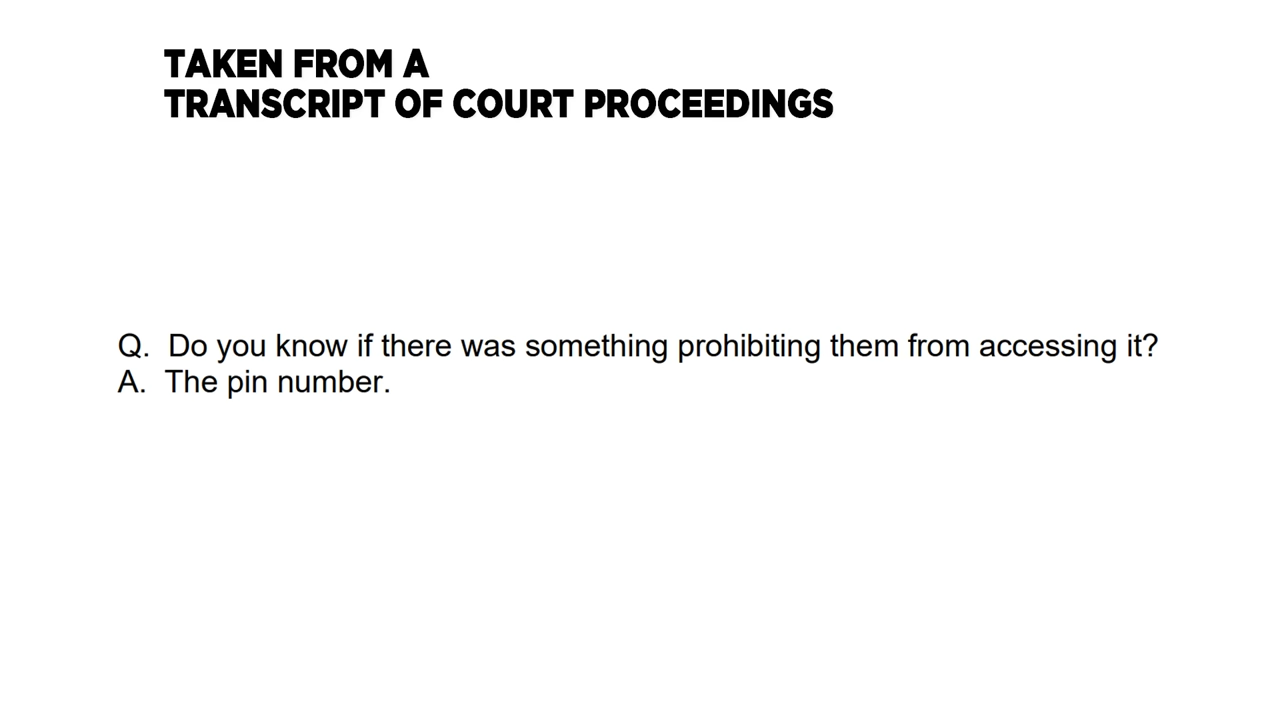 TAKEN FROM A
TRANSCRIPT OF COURT PROCEEDINGS
Q. Do you know if there was something prohibiting them from accessing it?
A. The pin number.